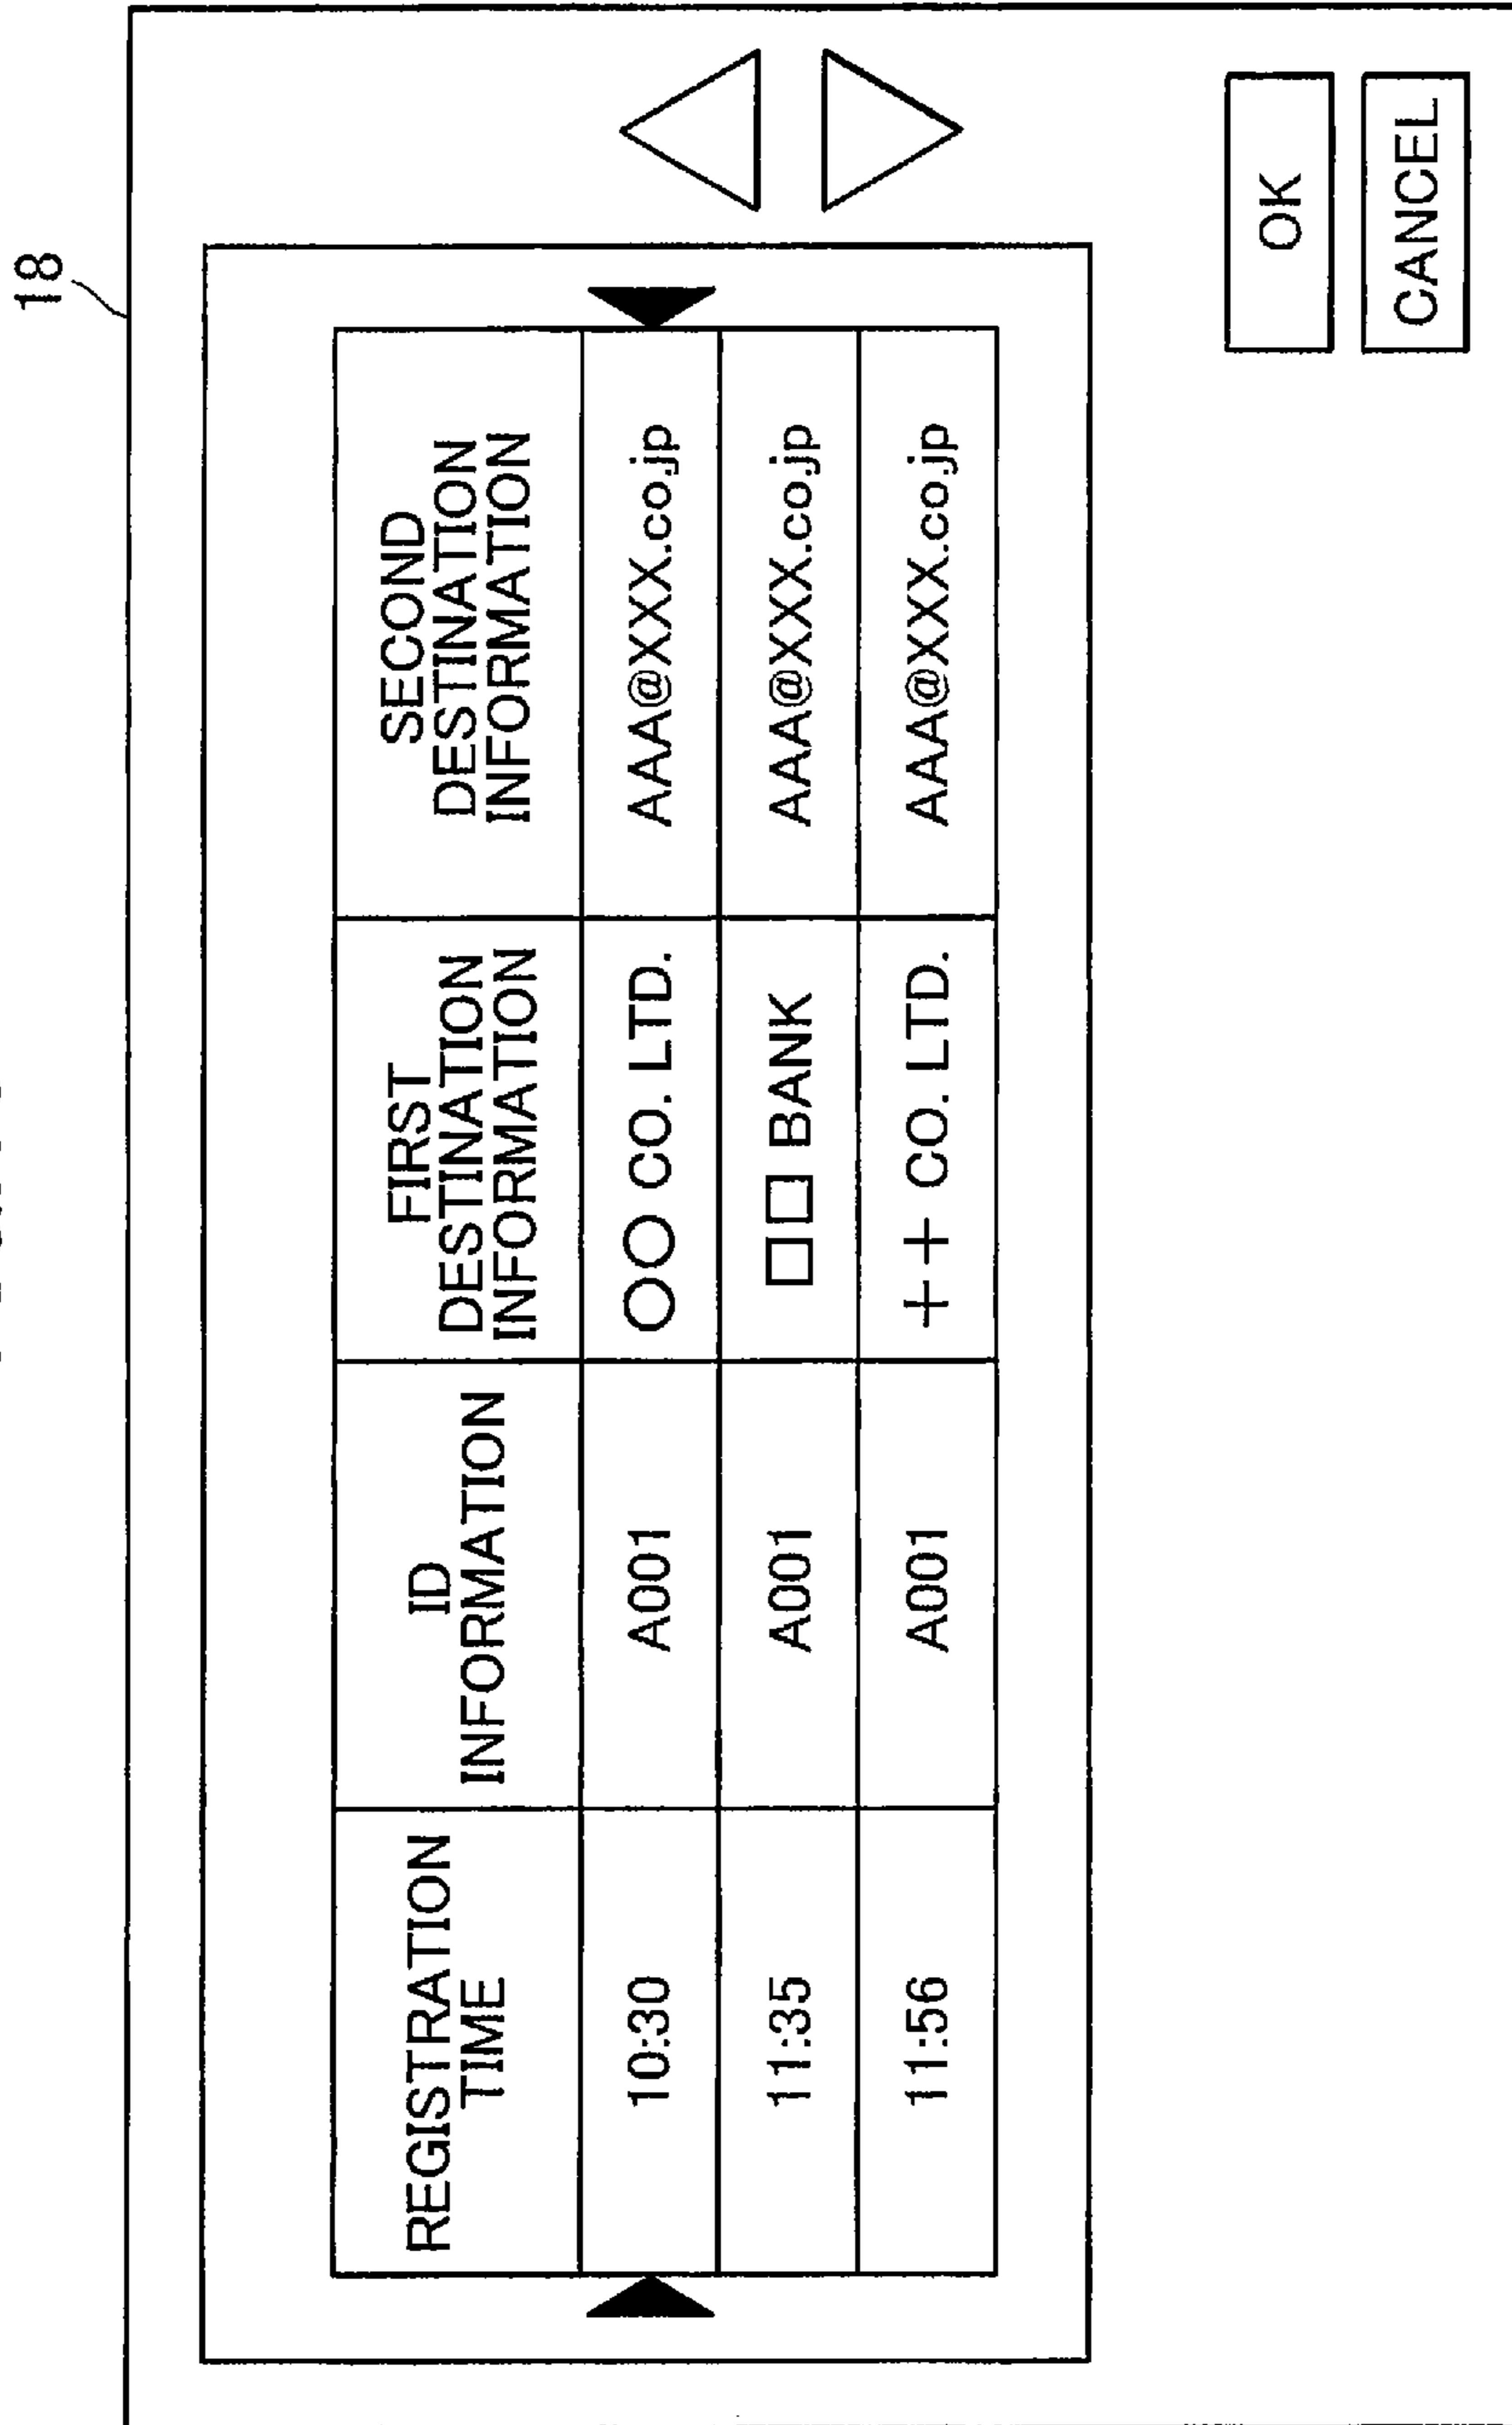 18
REGISTRATION
TIME
ID
INFORMATION
FIRST
DESTINATION
INFORMATION
SECOND
DESTINATION
INFORMATION
10:30
A001
○○ CO. LTD.
AAA@XXX.co.jp
11:35
A001
□□ BANK
AAA@XXX.co.jp
11:56
A001
++ CO. LTD.
AAA@XXX.co.jp
OK
CANCEL